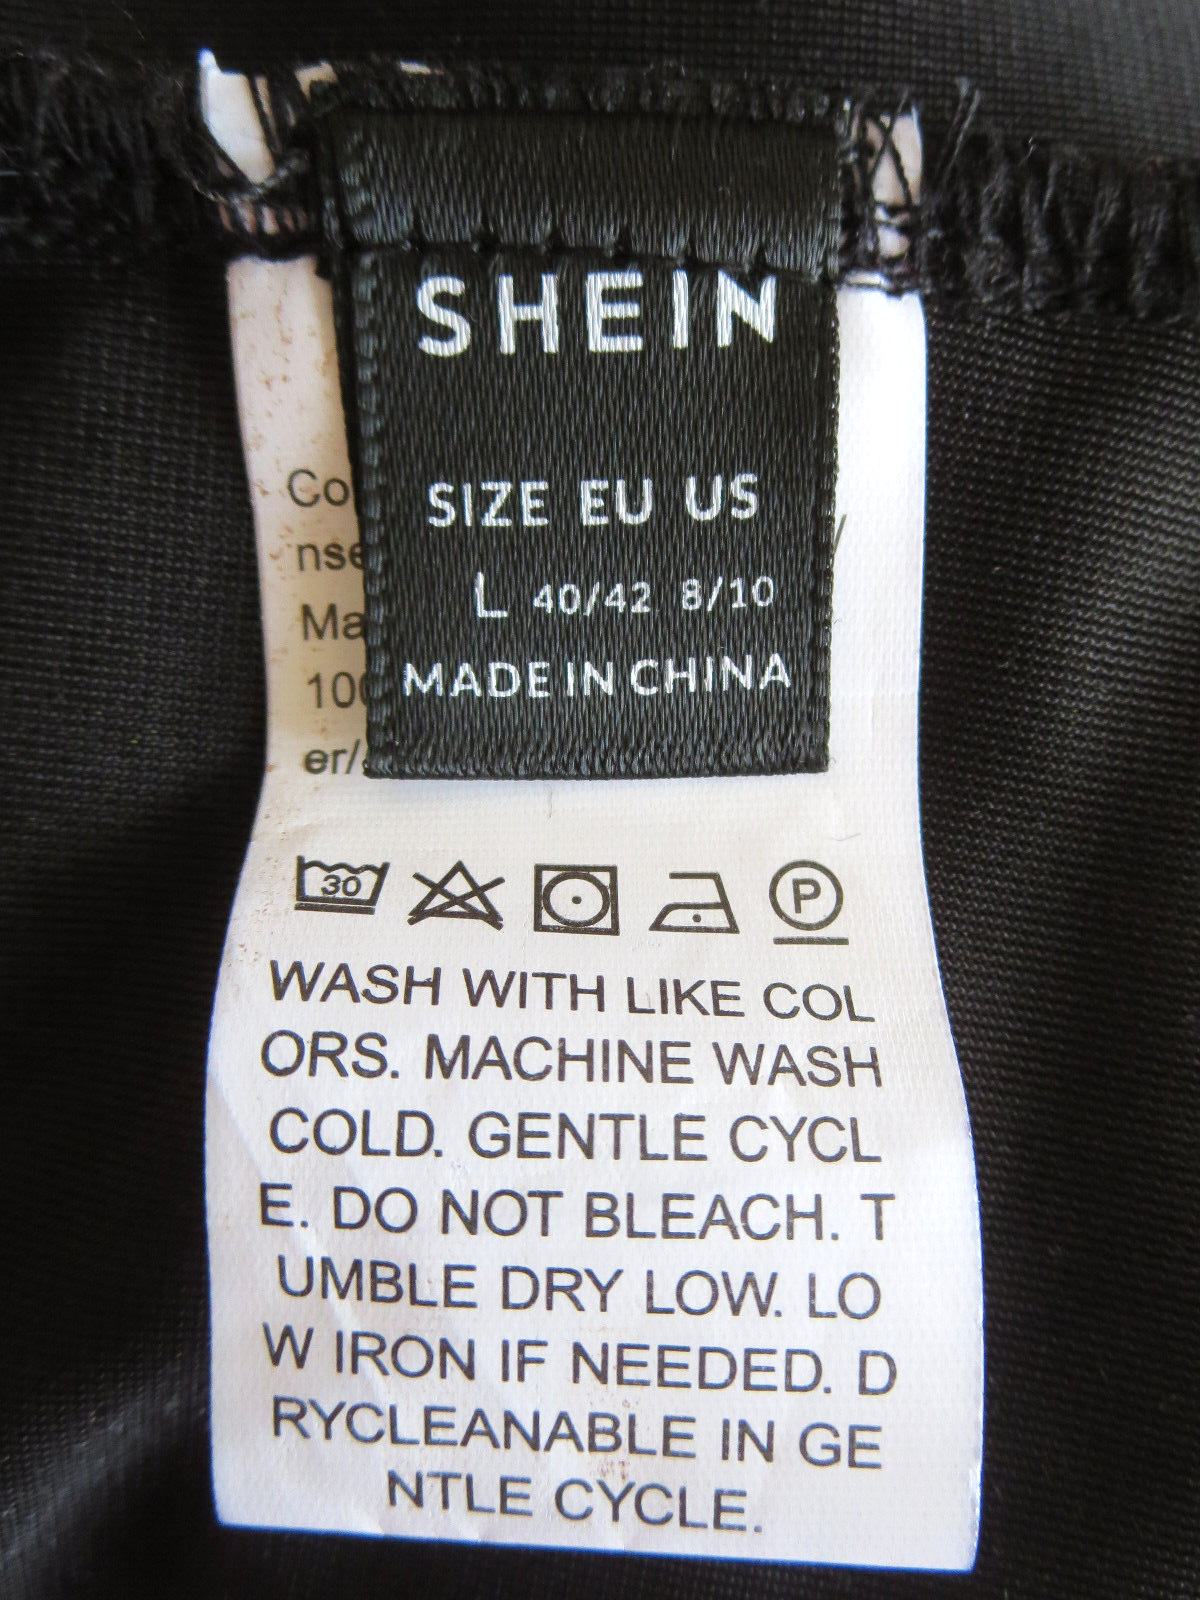 SHEIN
SIZE EU US
L 40/42 8/10
MADE IN CHINA
30
P
WASH WITH LIKE COL
ORS. MACHINE WASH
COLD. GENTLE CYCL
E. DO NOT BLEACH. T
UMBLE DRY LOW. LO
W IRON IF NEEDED. D
RYCLEANABLE IN GE
NTLE CYCLE.